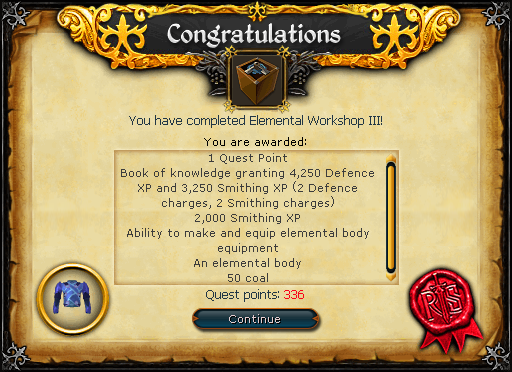 Congratulations
You have completed Elemental Workshop III!
You are awarded:
1 Quest Point
Book of knowledge granting 4,250 Defence
XP and 3,250 Smithing XP (2 Defence
charges, 2 Smithing charges)
2,000 Smithing XP
Ability to make and equip elemental body
equipment
An elemental body
50 coal
Quest points: 336
Continue